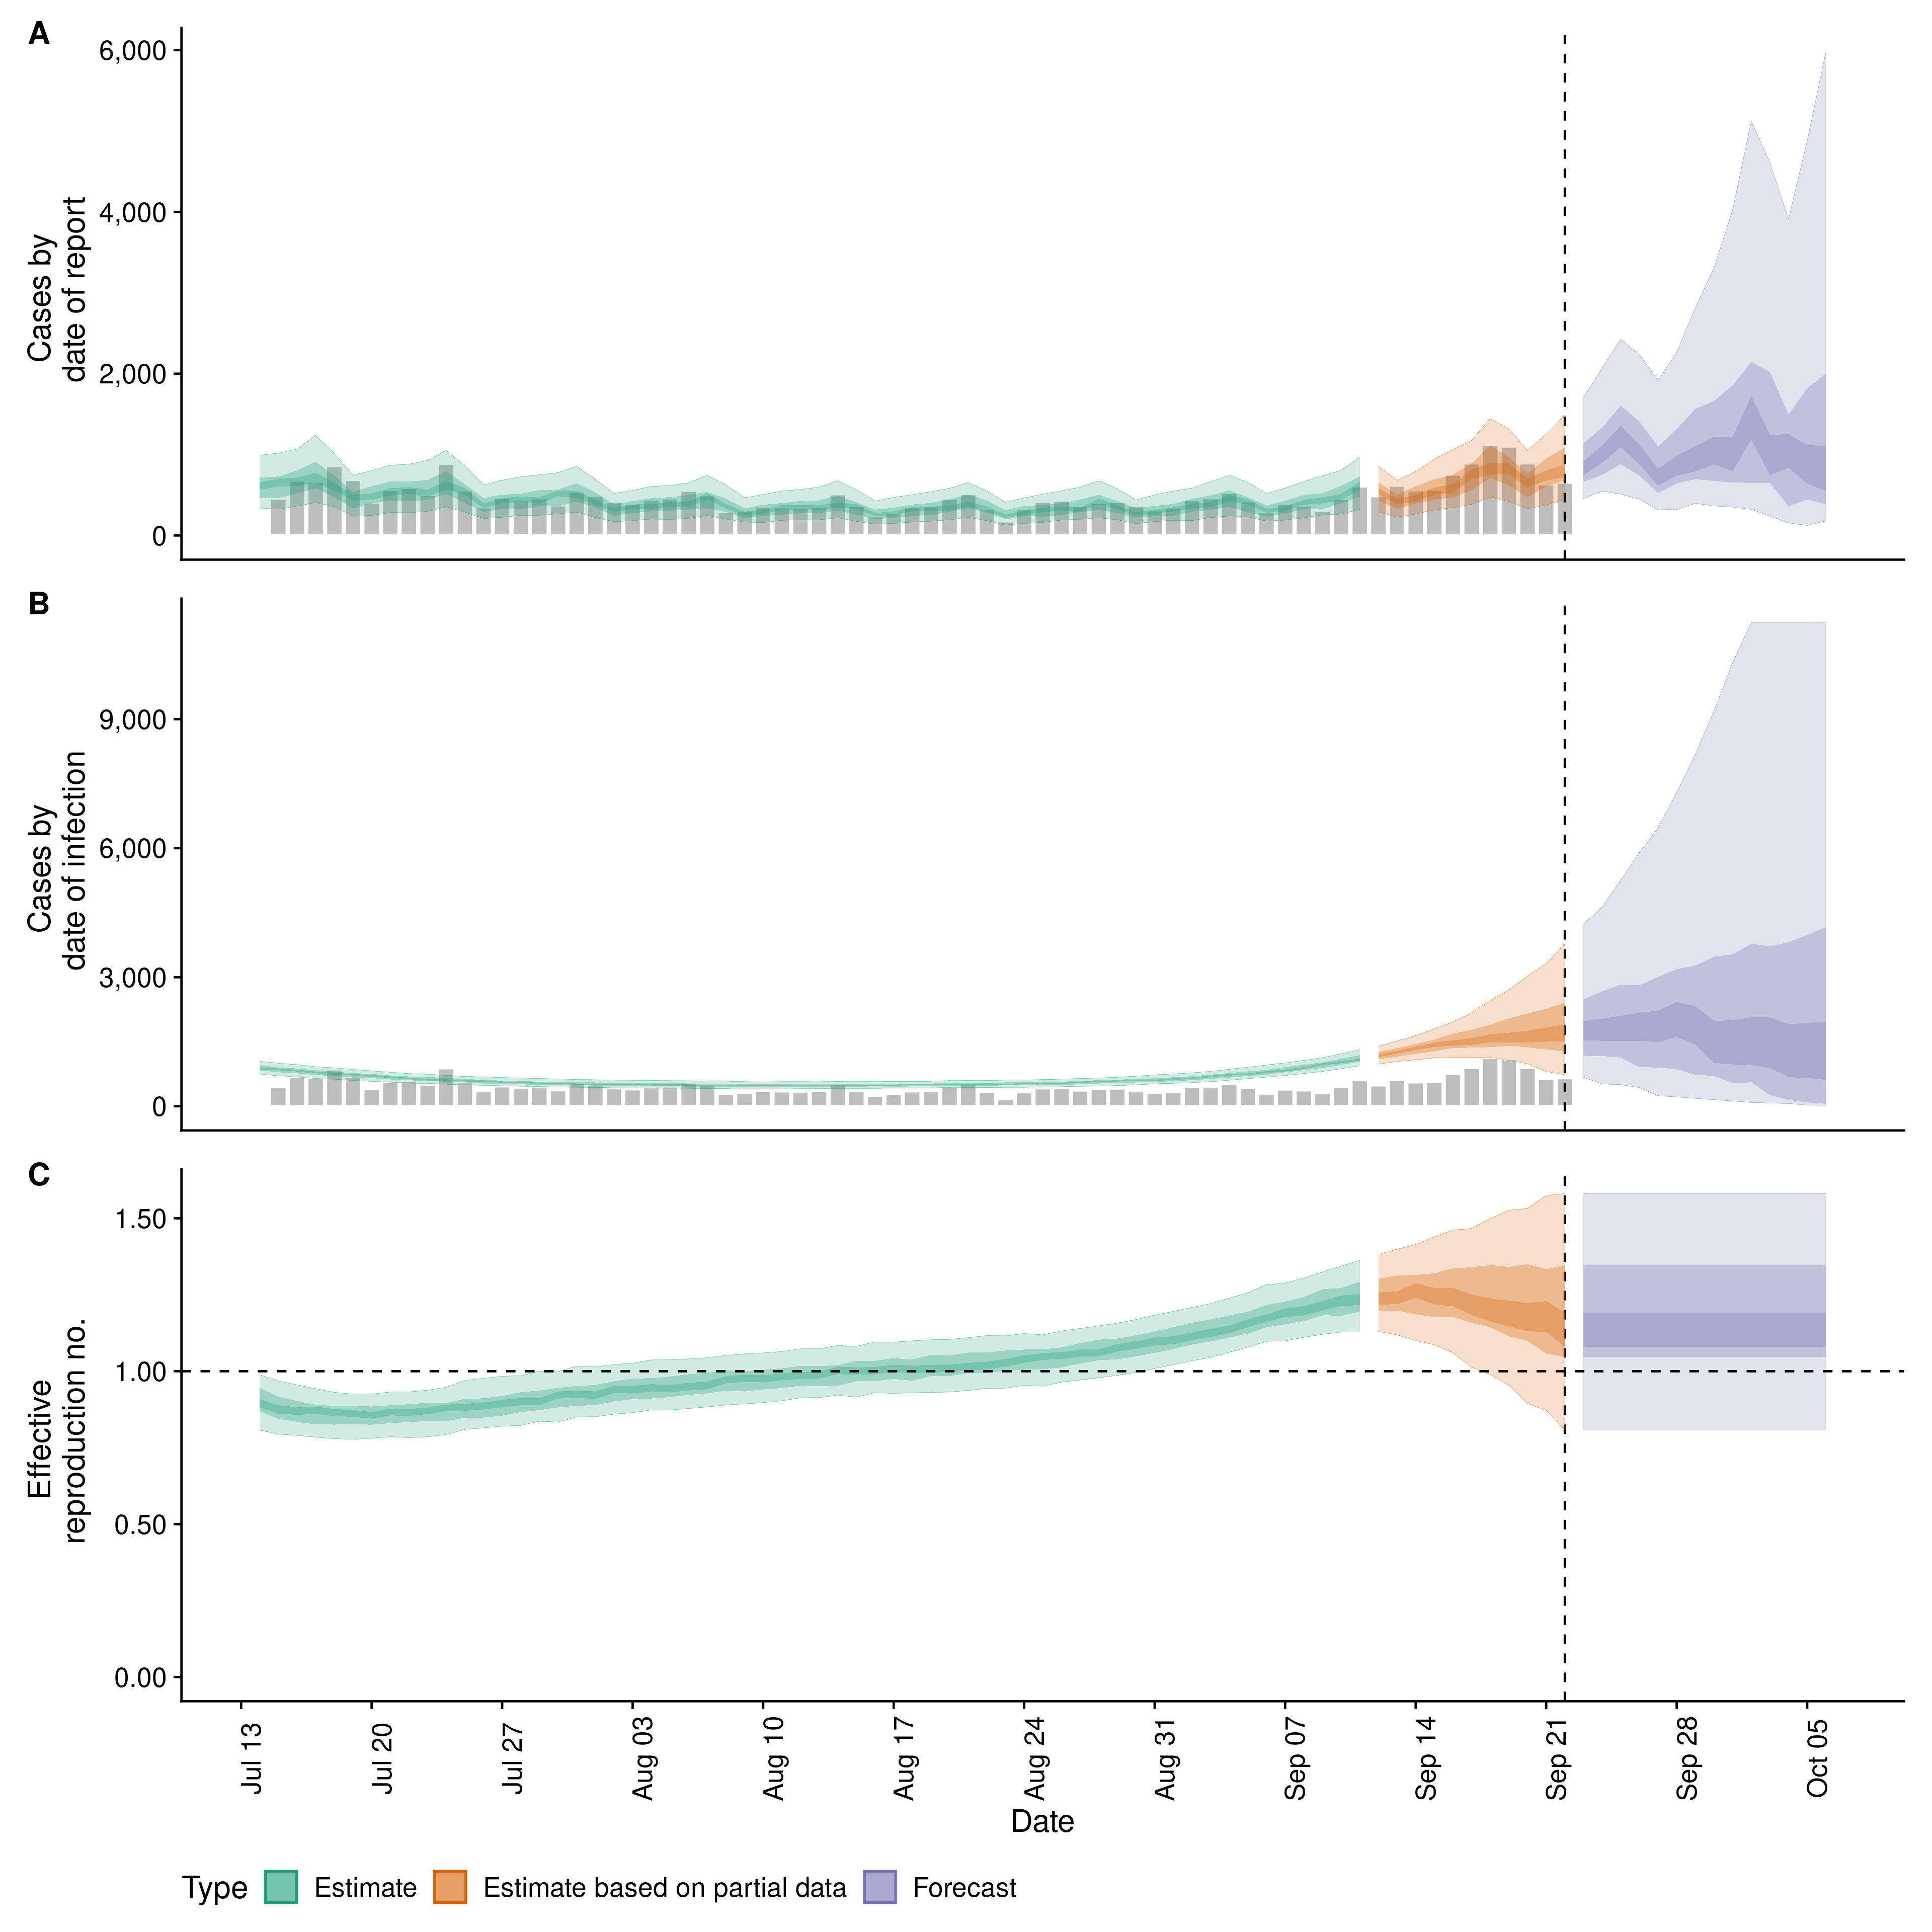 A
6,000
4,000
2,000
0
Cases by
date of report
B
9,000
6,000
3,000
0
Cases by
date of infection
C
1.50
1.00
0.50
0.00
Effective
reproduction no.
Jul 13
Jul 20
Jul 27
Aug 03
Aug 10
Aug 17
Aug 24
Aug 31
Sep 07
Sep 14
Sep 21
Sep 28
Oct 05
Date
Type Estimate Estimate based on partial data Forecast